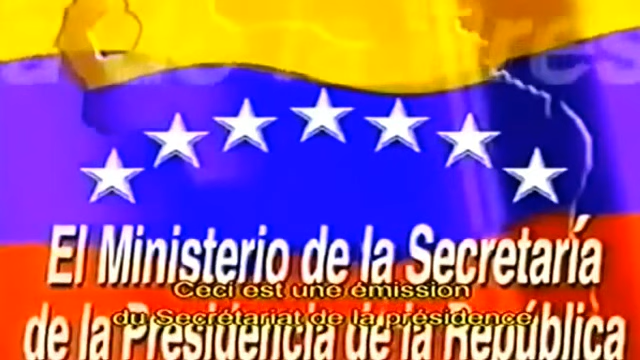 El Ministerio de la Secretaría
Ceci est une émission
du Secrétariat de la présidence
de la Presidencia de la República